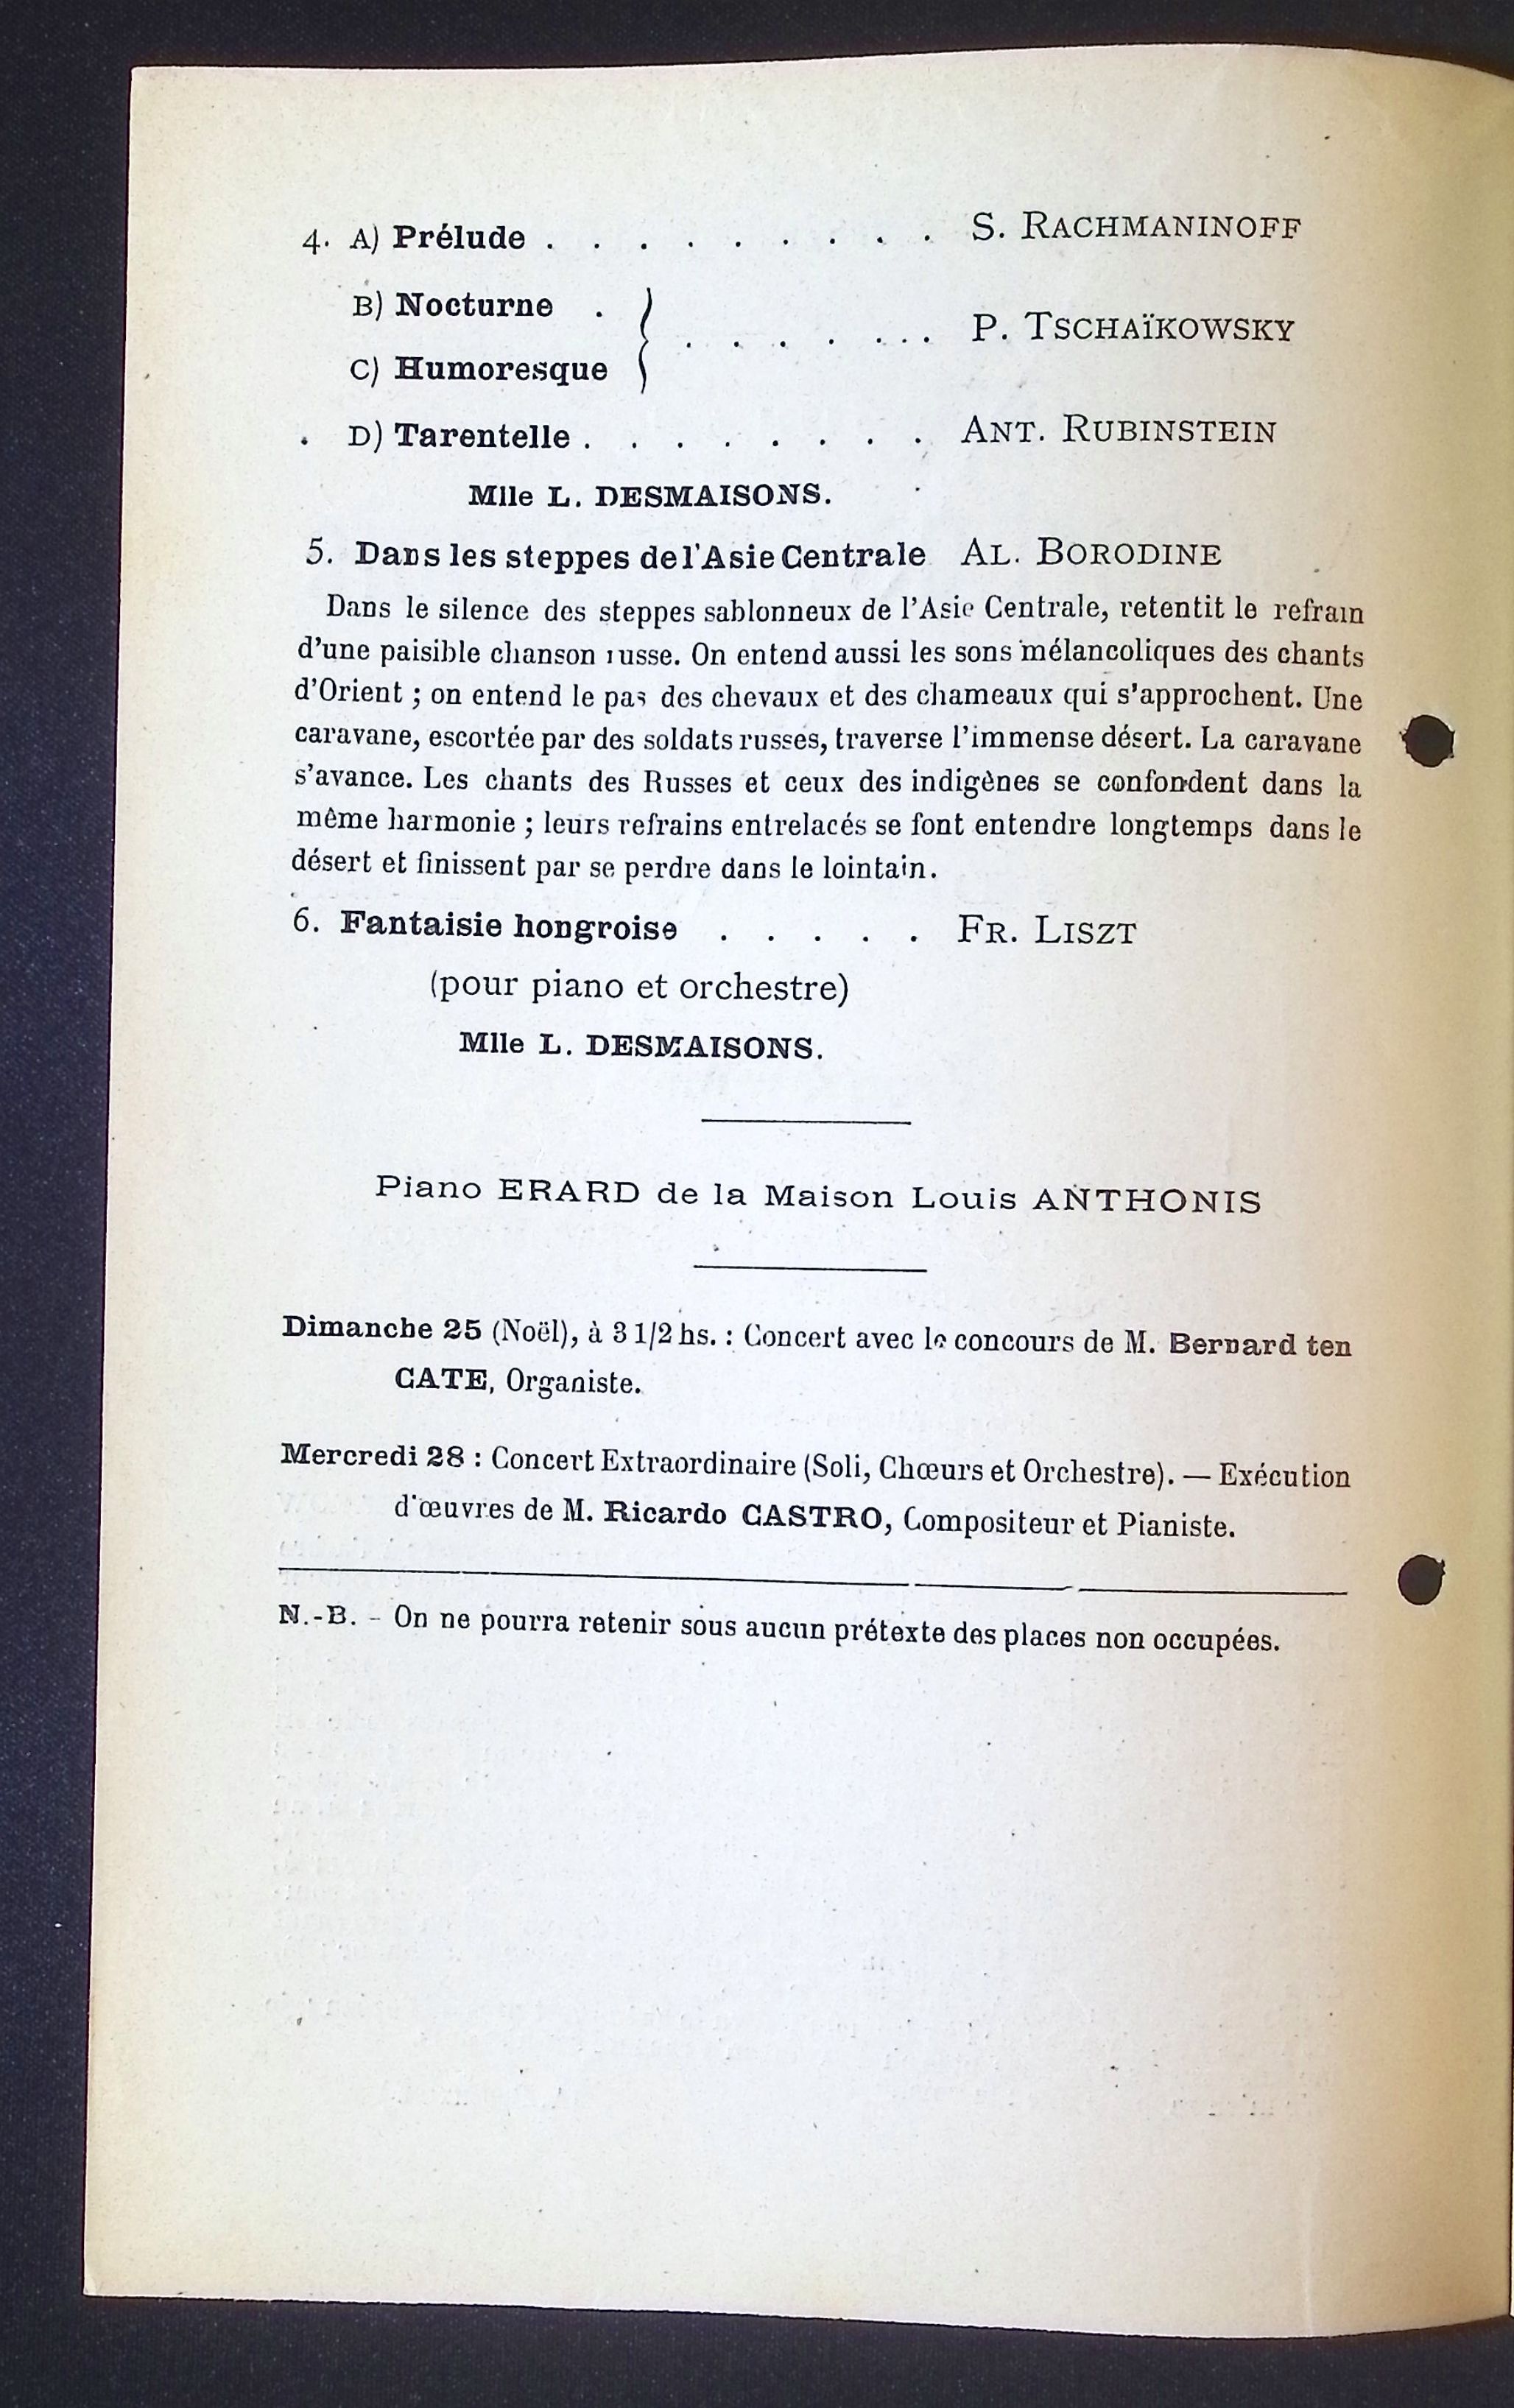 4. A) Prélude . . . . . . . . . S. RACHMANINOFF
B) Nocturne .
} . . . . . . . . P. TSCHAÏKOWSKY
C) Humoresque
D) Tarentelle . . . . . . . . ANT. RUBINSTEIN
Mlle L. DESMAISONS.
5. Dans les steppes de l'Asie Centrale AL. BORODINE
Dans le silence des steppes sablonneux de l'Asie Centrale, retentit le refrain
d'une paisible chanson russe. On entend aussi les sons mélancoliques des chants
d'Orient ; on entend le pas des chevaux et des chameaux qui s'approchent. Une
caravane, escortée par des soldats russes, traverse l'immense désert. La caravane
s'avance. Les chants des Russes et ceux des indigènes se confondent dans la
même harmonie ; leurs refrains entrelacés se font entendre longtemps dans le
désert et finissent par se perdre dans le lointain.
6. Fantaisie hongroise . . . . . FR. LISZT
(pour piano et orchestre)
Mlle L. DESMAISONS.
Piano ERARD de la Maison Louis ANTHONIS
Dimanche 25 (Noël), à 3 1/2 hs. : Concert avec le concours de M. Bernard ten
CATE, Organiste.
Mercredi 28 : Concert Extraordinaire (Soli, Chœurs et Orchestre). — Exécution
d'œuvres de M. Ricardo CASTRO, Compositeur et Pianiste.
N.-B. - On ne pourra retenir sous aucun prétexte des places non occupées.